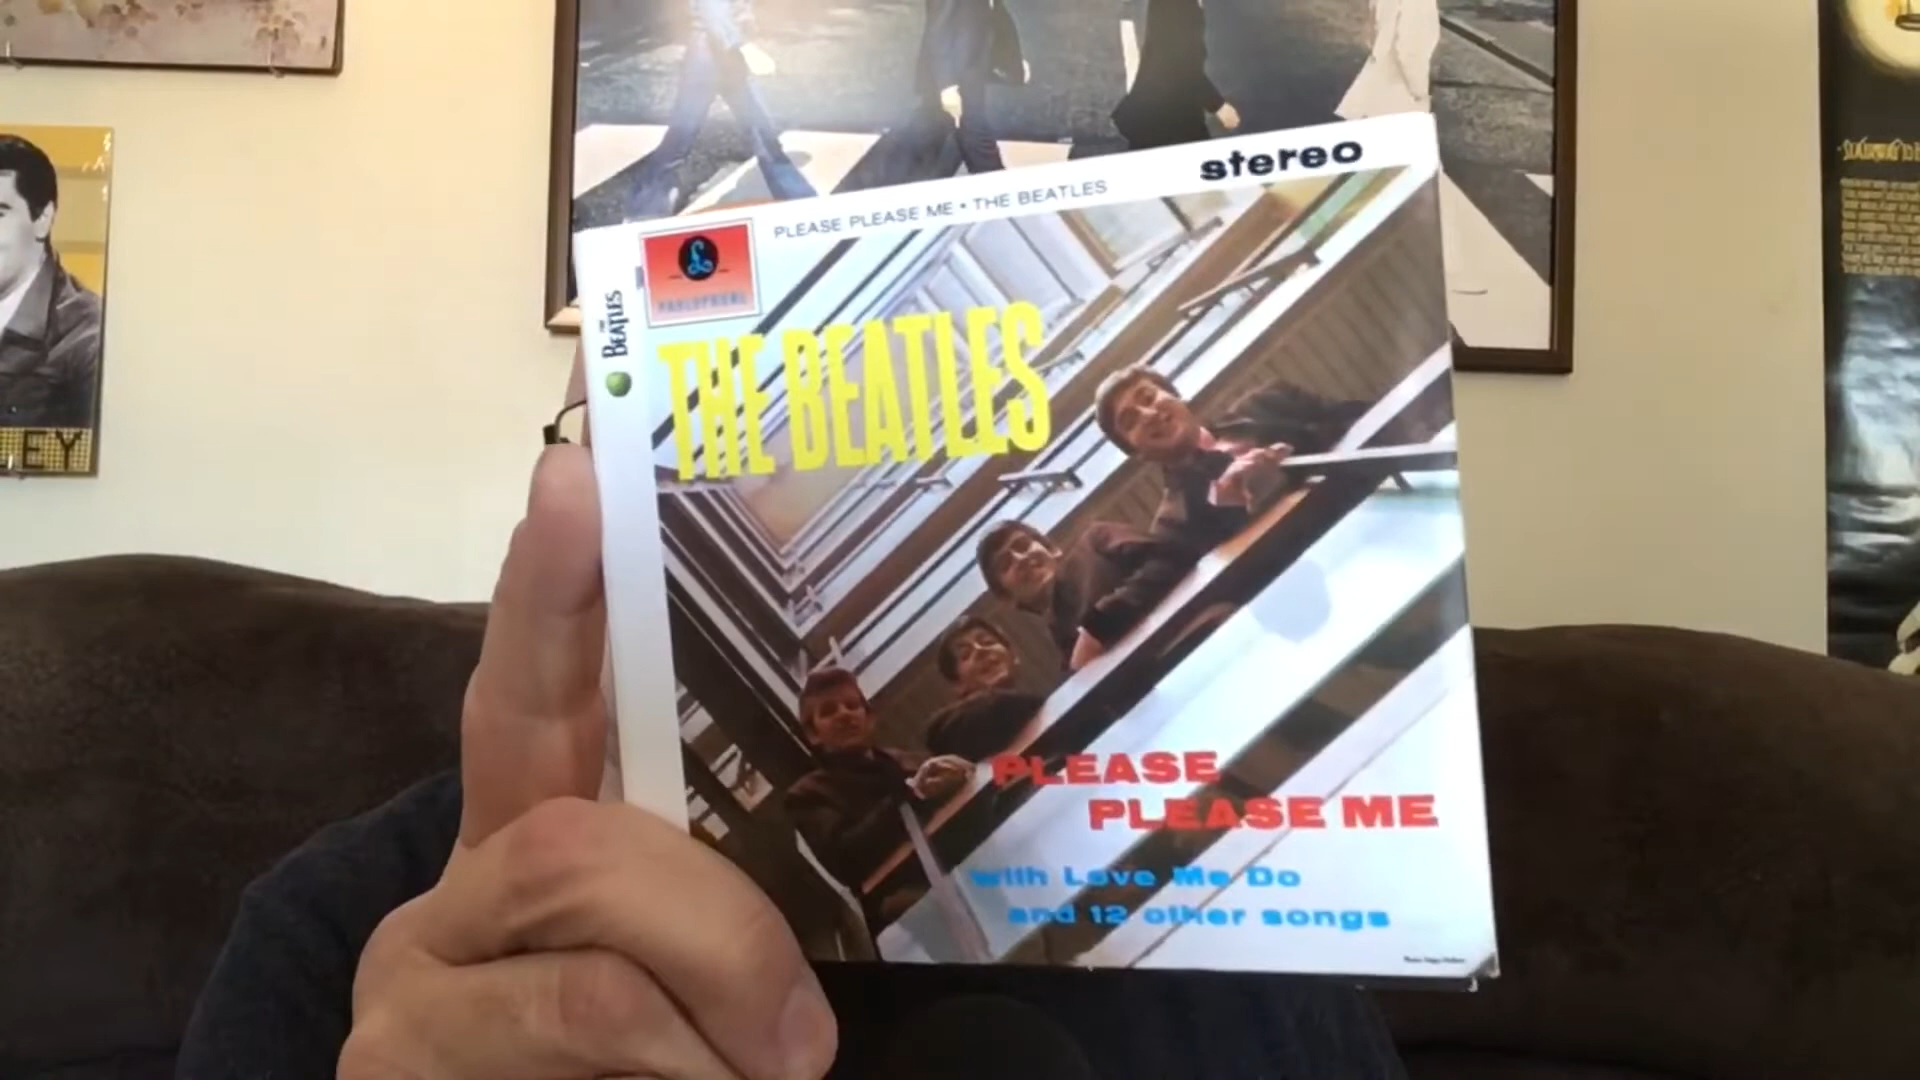 stereo
PLEASE PLEASE ME • THE BEATLES
PARLOPHONE
THE BEATLES
THE BEATLES
PLEASE
PLEASE ME
with Love Me Do
and 12 other songs
EY